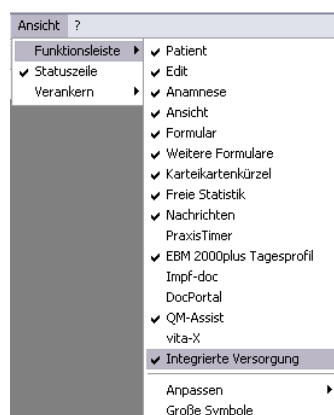 Ansicht ?
Funktionsleiste
Statuszeile
Verankern
Patient
Edit
Anamnese
Ansicht
Formular
Weitere Formulare
Karteikartenkürzel
Freie Statistik
Nachrichten
PraxisTimer
EBM 2000plus Tagesprofil
Impf-doc
DocPortal
QM-Assist
vita-X
Integrierte Versorgung
Anpassen
Große Symbole